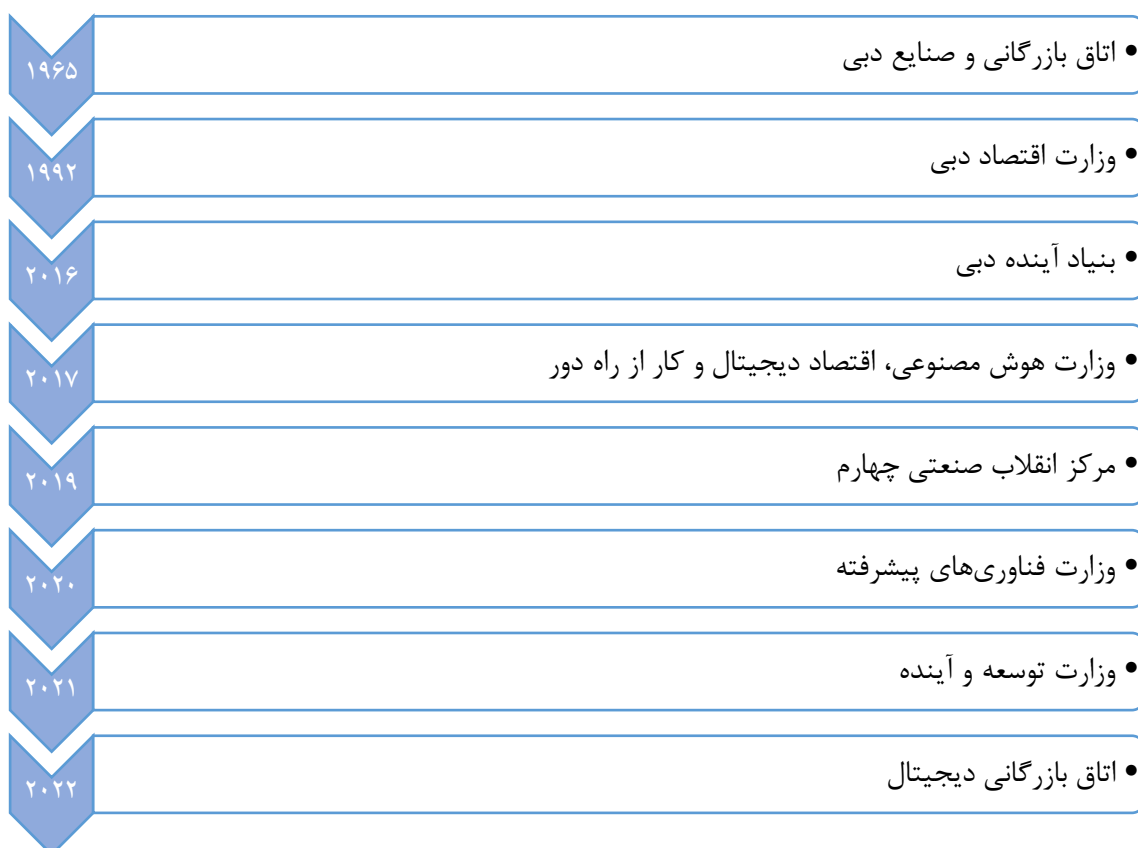 ۱۹۶۵
• اتاق بازرگانی و صنایع دبی
۱۹۹۲
• وزارت اقتصاد دبی
۲۰۱۶
• بنیاد آینده دبی
۲۰۱۷
• وزارت هوش مصنوعی، اقتصاد دیجیتال و کار از راه دور
۲۰۱۹
• مرکز انقلاب صنعتی چهارم
۲۰۲۰
• وزارت فناوری‌های پیشرفته
۲۰۲۱
• وزارت توسعه و آینده
۲۰۲۲
• اتاق بازرگانی دیجیتال